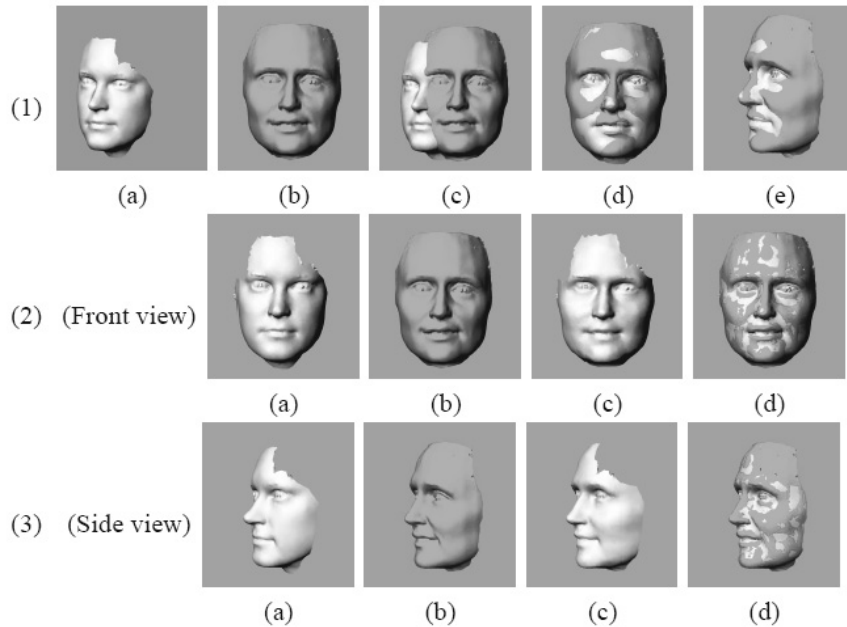 (1)
(a) (b) (c) (d) (e)
(2) (Front view)
(a) (b) (c) (d)
(3) (Side view)
(a) (b) (c) (d)